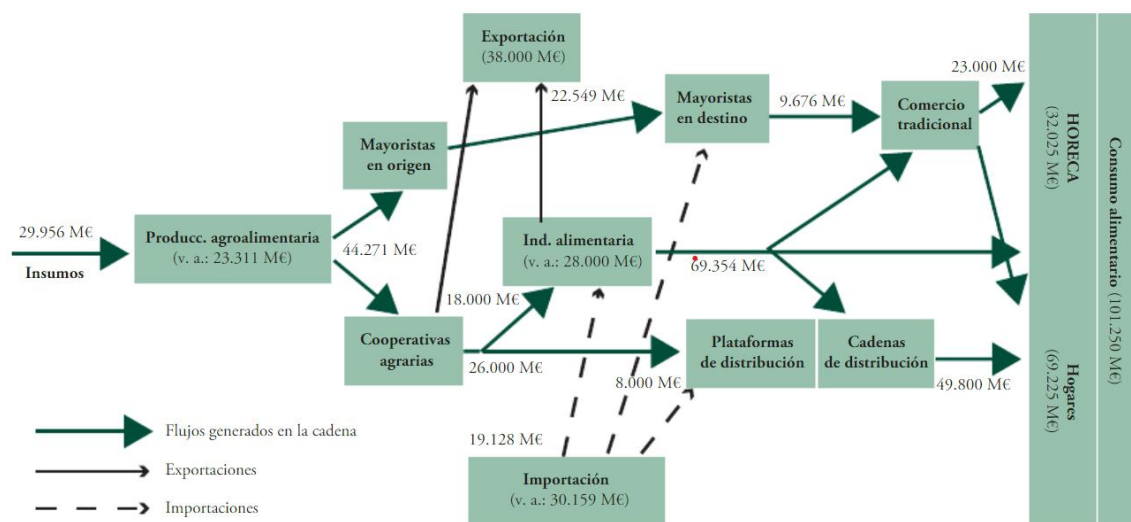 Exportación
(38.000 M€)
22.549 M€
Mayoristas
en destino
9.676 M€
Comercio
tradicional
23.000 M€
HORECA
(32.025 M€)
Consumo alimentario (101.250 M€)
Mayoristas
en origen
29.956 M€
Insumos
Producc. agroalimentaria
(v. a.: 23.311 M€)
44.271 M€
Ind. alimentaria
(v. a.: 28.000 M€)
69.354 M€
18.000 M€
Cooperativas
agrarias
26.000 M€
8.000 M€
Plataformas
de distribución
Cadenas
de distribución
49.800 M€
Hogares
(69.225 M€)
19.128 M€
Importación
(v. a.: 30.159 M€)
Flujos generados en la cadena
Exportaciones
Importaciones